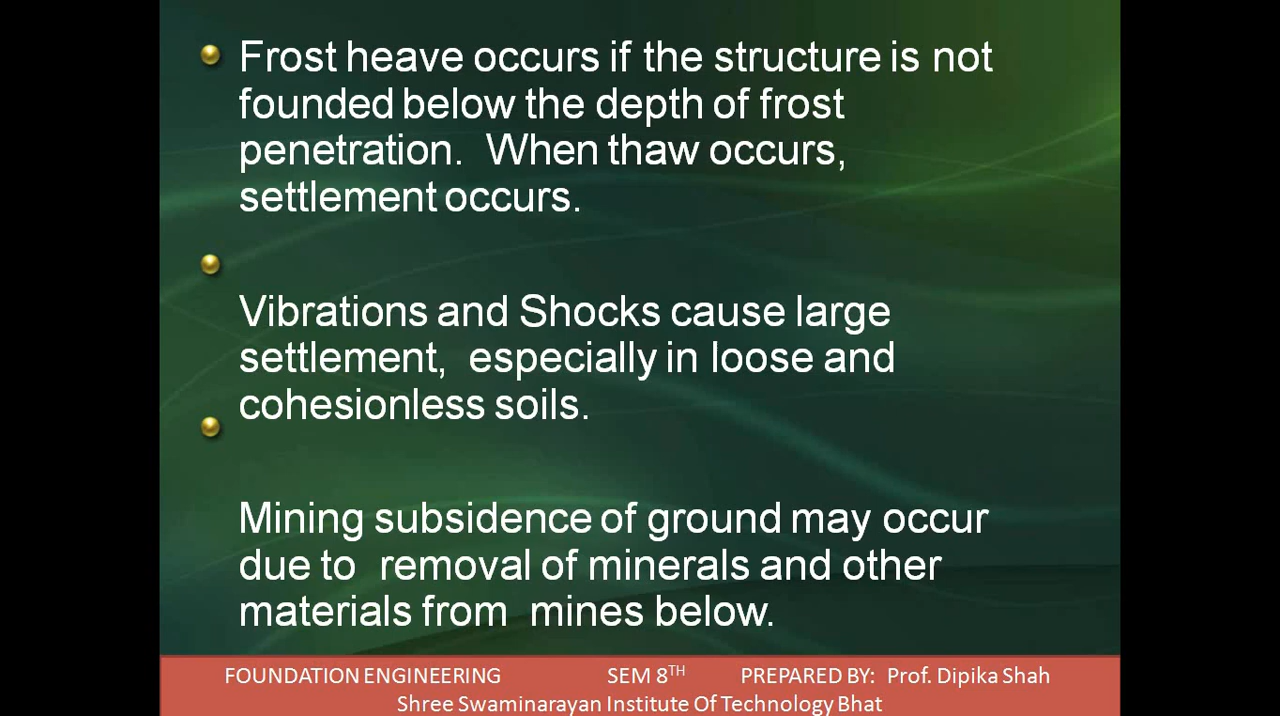 Frost heave occurs if the structure is not
founded below the depth of frost
penetration. When thaw occurs,
settlement occurs.
Vibrations and Shocks cause large
settlement, especially in loose and
cohesionless soils.
Mining subsidence of ground may occur
due to removal of minerals and other
materials from mines below.
FOUNDATION ENGINEERING SEM 8TH PREPARED BY: Prof. Dipika Shah
Shree Swaminarayan Institute Of Technology Bhat